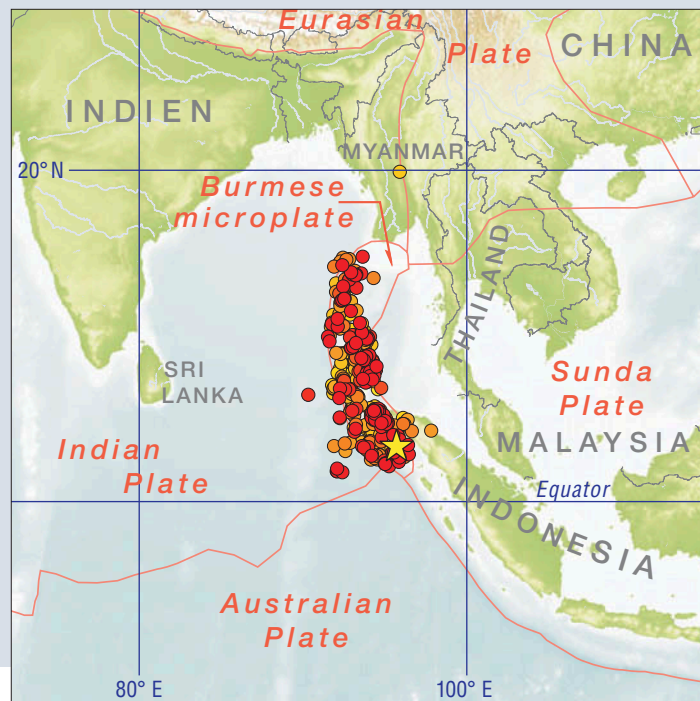 Eurasian
Plate
CHINA
INDIEN
MYANMAR
20° N
Burmese
microplate
THAILAND
SRI
LANKA
Sunda
Plate
MALAYSIA
Indian
Plate
Equator
INDONESIA
Australian
Plate
80° E
100° E